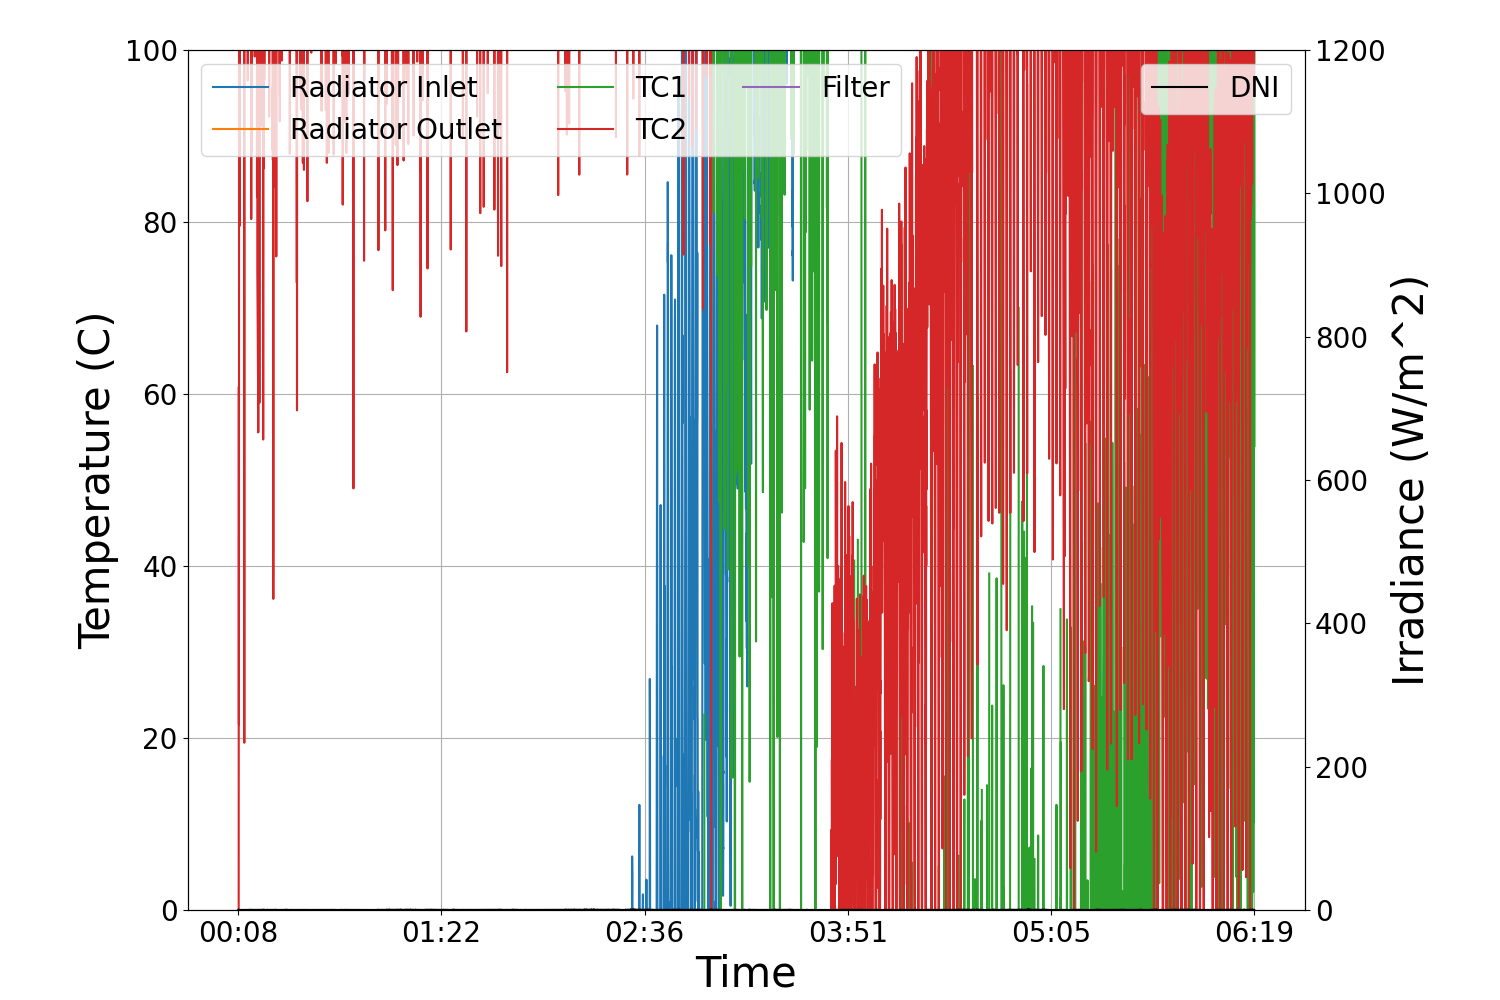 100
80
60
40
20
0
Temperature (C)
Radiator Inlet
Radiator Outlet
TC1
TC2
Filter
DNI
1200
1000
800
600
400
200
0
Irradiance (W/m^2)
00:08
01:22
02:36
03:51
05:05
06:19
Time